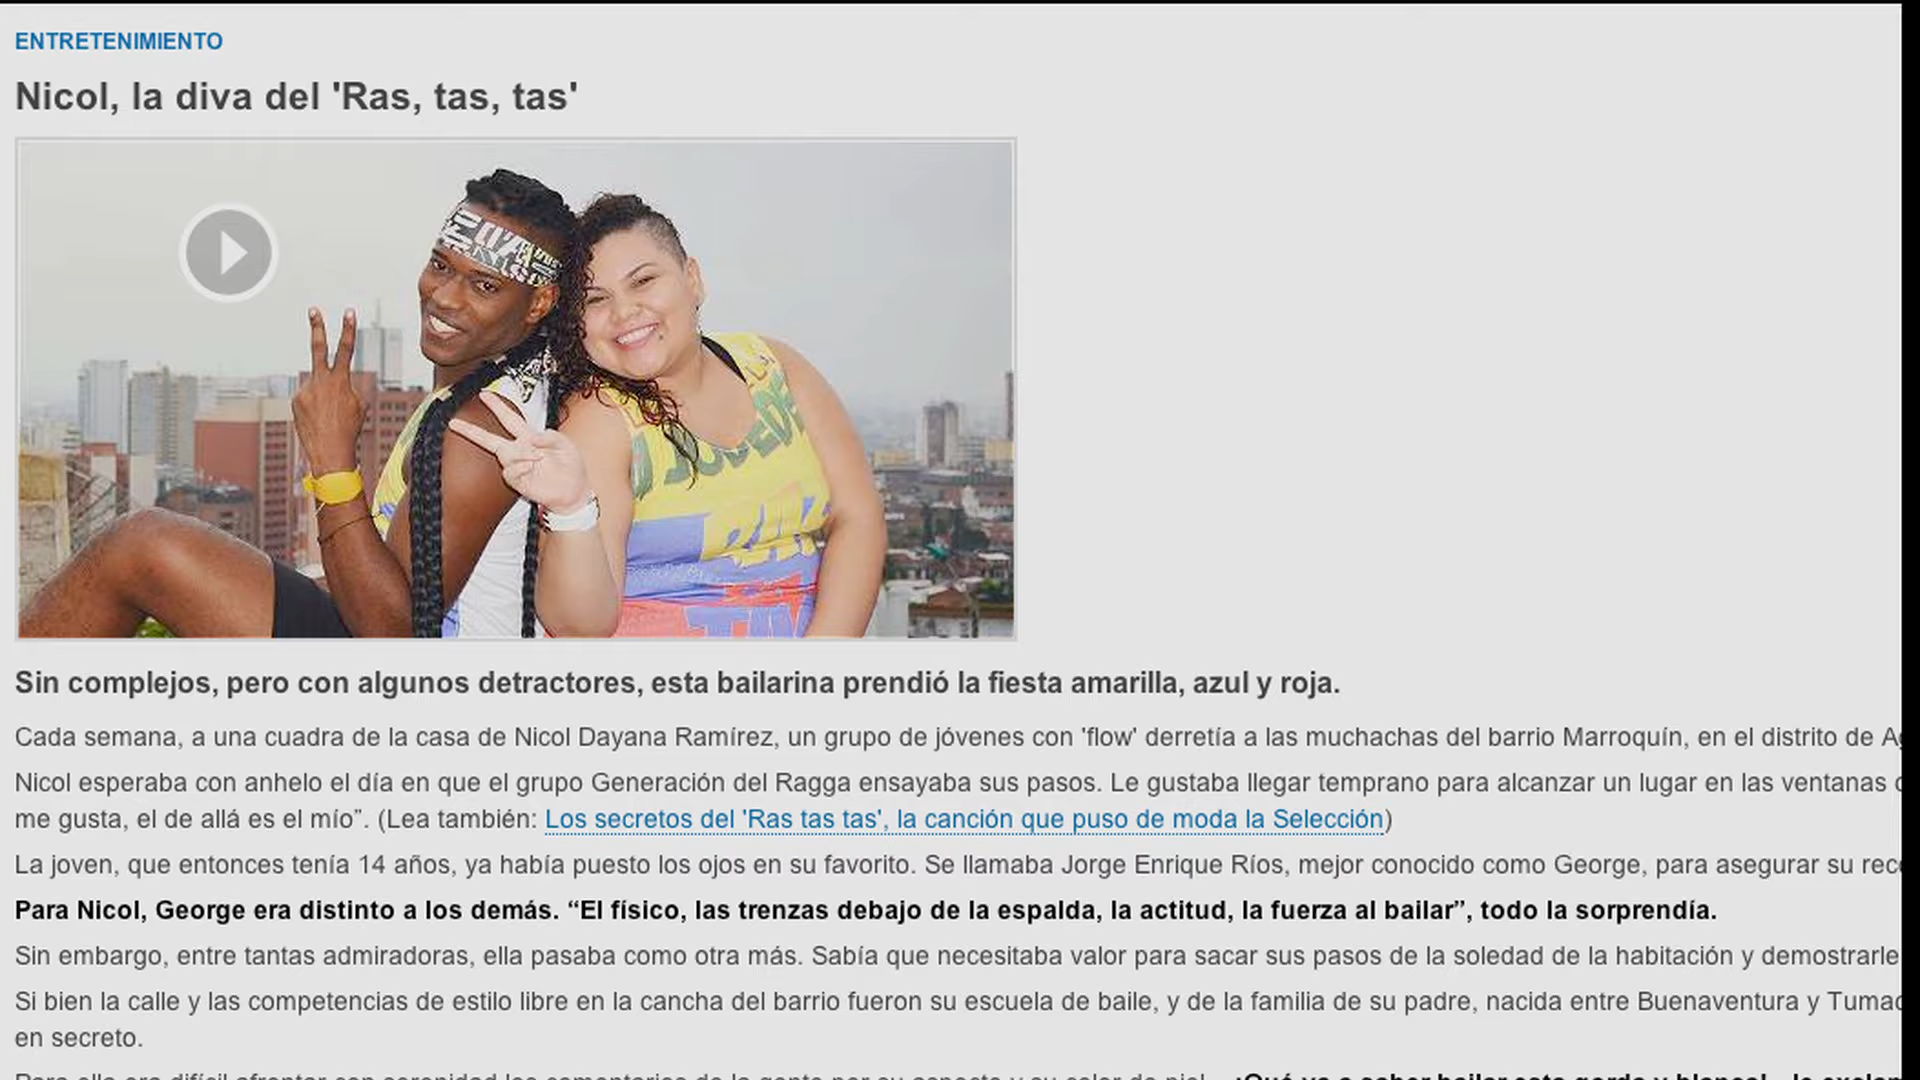 ENTRETENIMIENTO
Nicol, la diva del 'Ras, tas, tas'
Sin complejos, pero con algunos detractores, esta bailarina prendió la fiesta amarilla, azul y roja.
Cada semana, a una cuadra de la casa de Nicol Dayana Ramírez, un grupo de jóvenes con 'flow' derretía a las muchachas del barrio Marroquín, en el distrito de
Nicol esperaba con anhelo el día en que el grupo Generación del Ragga ensayaba sus pasos. Le gustaba llegar temprano para alcanzar un lugar en las ventanas
me gusta, el de allá es el mío”. (Lea también: Los secretos del 'Ras tas tas', la canción que puso de moda la Selección)
La joven, que entonces tenía 14 años, ya había puesto los ojos en su favorito. Se llamaba Jorge Enrique Ríos, mejor conocido como George, para asegurar su
Para Nicol, George era distinto a los demás. “El físico, las trenzas debajo de la espalda, la actitud, la fuerza al bailar”, todo la sorprendía.
Sin embargo, entre tantas admiradoras, ella pasaba como otra más. Sabía que necesitaba valor para sacar sus pasos de la soledad de la habitación y demostrarle
Si bien la calle y las competencias de estilo libre en la cancha del barrio fueron su escuela de baile, y de la familia de su padre, nacida entre Buenaventura y
en secreto.